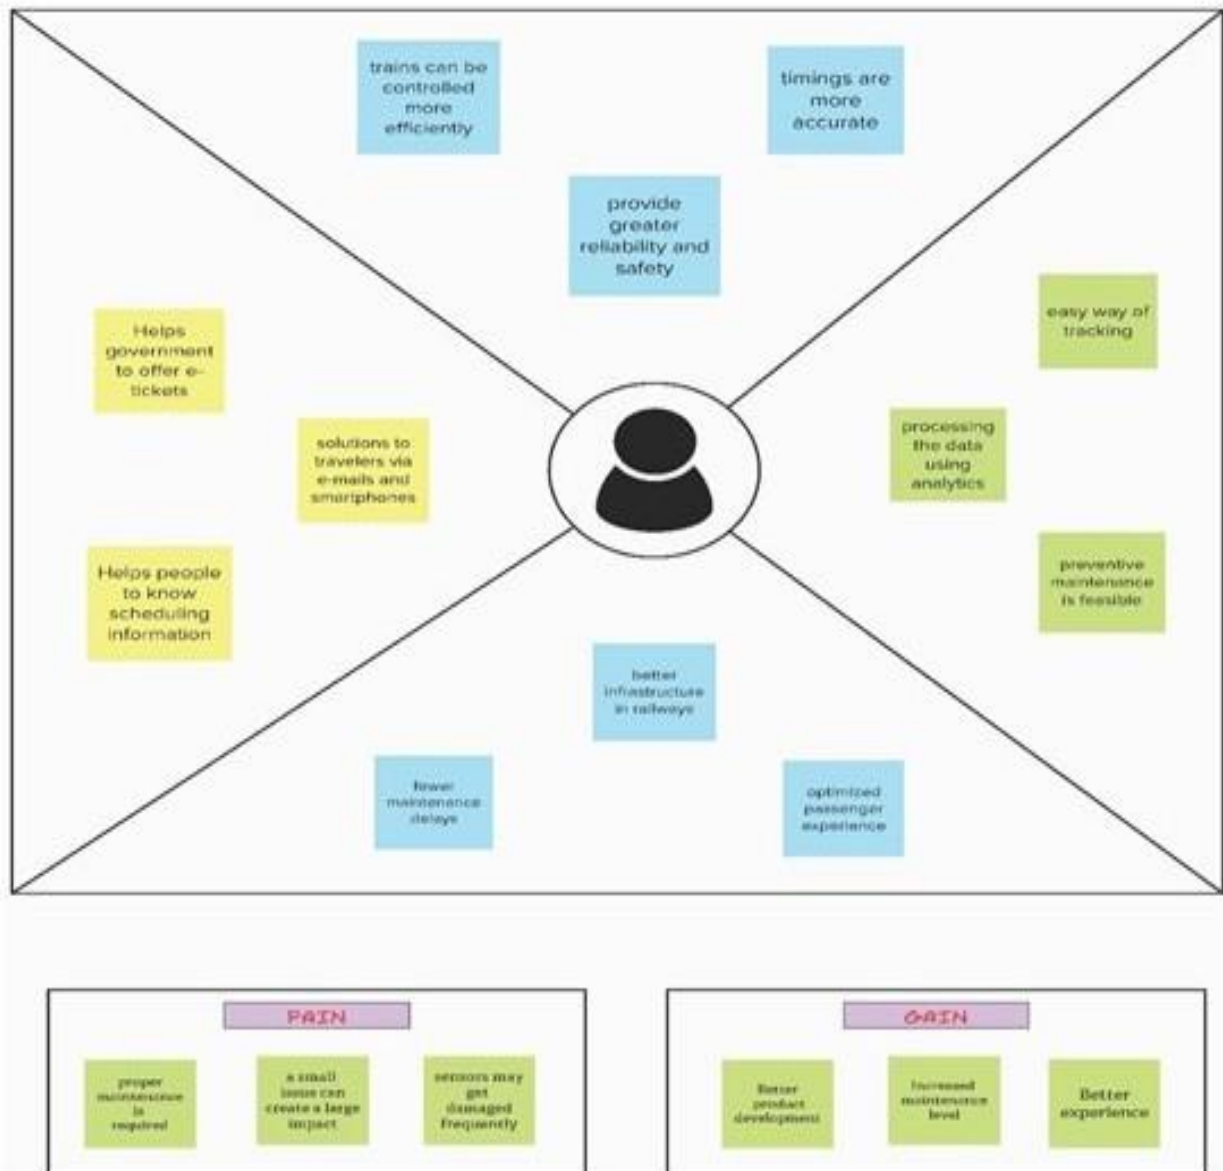 trains can be
controlled
more
efficiently
timings are
more
accurate
provide
greater
reliability and
safety
Helps
government
to offer e-
tickets
solutions to
travelers via
e-mails and
smartphones
Helps people
to know
scheduling
information
easy way of
tracking
processing
the data
using
analytics
preventive
maintenance
is feasible
better
infrastructure
in railways
fewer
maintenance
delays
optimized
passenger
experience
PAIN
proper
maintenance
is
required
a small
issue can
create a large
impact
sensors may
get
damaged
frequently
GAIN
Better
product
development
Increased
maintenance
level
Better
experience